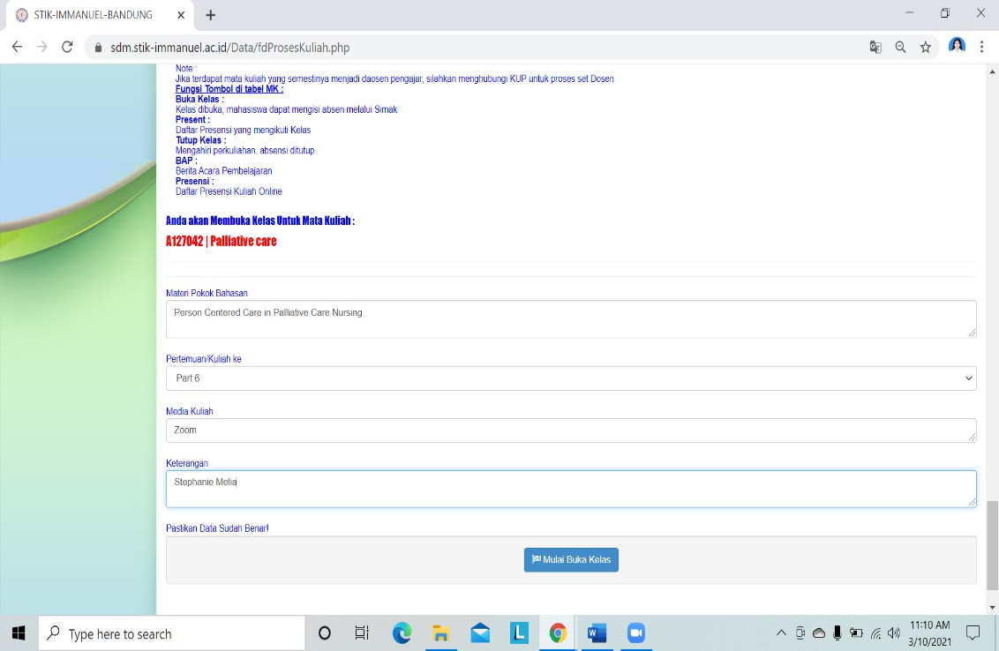 STIK-IMMANUEL-BANDUNG
sdm.stik-immanuel.ac.id/Data/fdProsesKuliah.php
Note :
Jika terdapat mata kuliah yang semestinya menjadi daosen pengajar, silahkan menghubungi KUP untuk proses set Dosen
Fungsi Tombol di tabel MK :
Buka Kelas :
Kelas dibuka, mahasiswa dapat mengisi absen melalui Simak
Present :
Daftar Presensi yang mengikuti Kelas
Tutup Kelas :
Mengahiri perkuliahan, absensi ditutup
BAP :
Berita Acara Pembelajaran
Presensi :
Daftar Presensi Kuliah Online
Anda akan Membuka Kelas Untuk Mata Kuliah :
A127042 | Palliative care
Materi Pokok Bahasan
Person Centered Care in Palliative Care Nursing
Pertemuan/Kuliah ke
Part 6
Media Kuliah
Zoom
Keterangan
Stephanie Melia
Pastikan Data Sudah Benar!
Mulai Buka Kelas
Type here to search
L
W
11:10 AM
3/10/2021